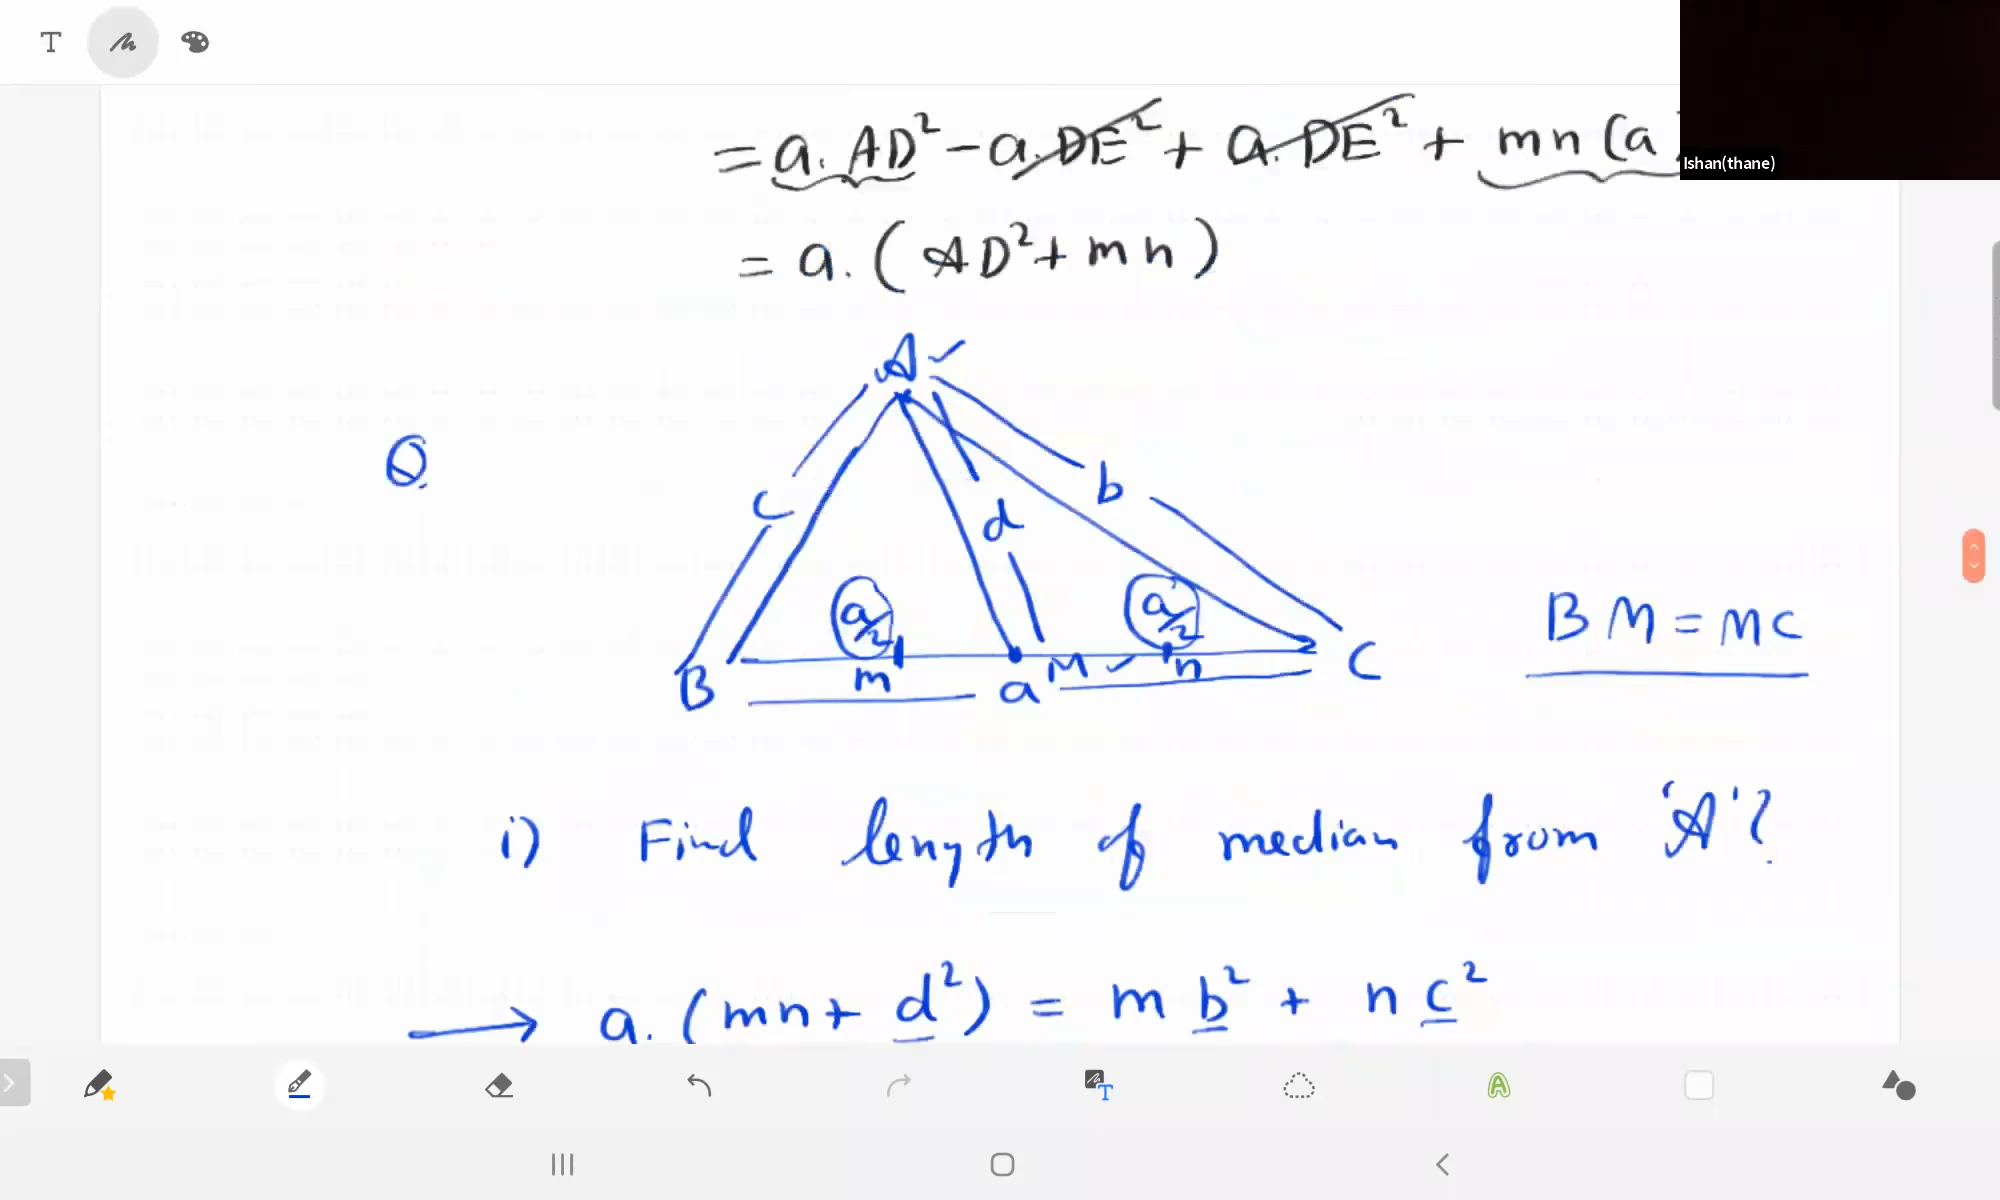 T
= a. AD² - a. DE² + a. DE² + mn (a
Ishan(thane)
= a. ( AD² + mn )
A
Q.
c
d
b
a/2
a/2
BM = MC
m
M
n
B
a
C
i) Find length of median from 'A'?
→ a. (mn + d²) = m b² + n c²